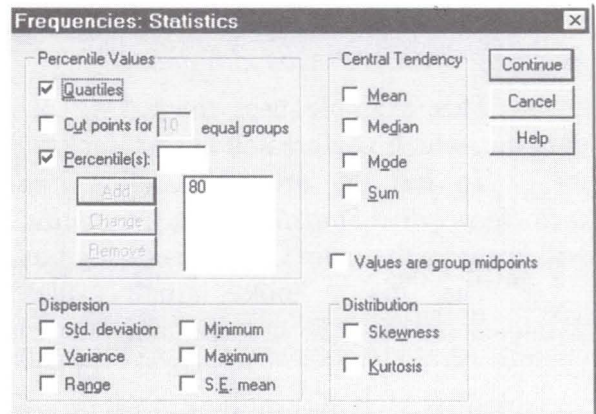 Frequencies: Statistics
Percentile Values
Quartiles
Cut points for 10 equal groups
Percentile(s):
Add
Change
Remove
80
Central Tendency
Mean
Median
Mode
Sum
Continue
Cancel
Help
Values are group midpoints
Dispersion
Std. deviation
Variance
Range
Minimum
Maximum
S.E. mean
Distribution
Skewness
Kurtosis